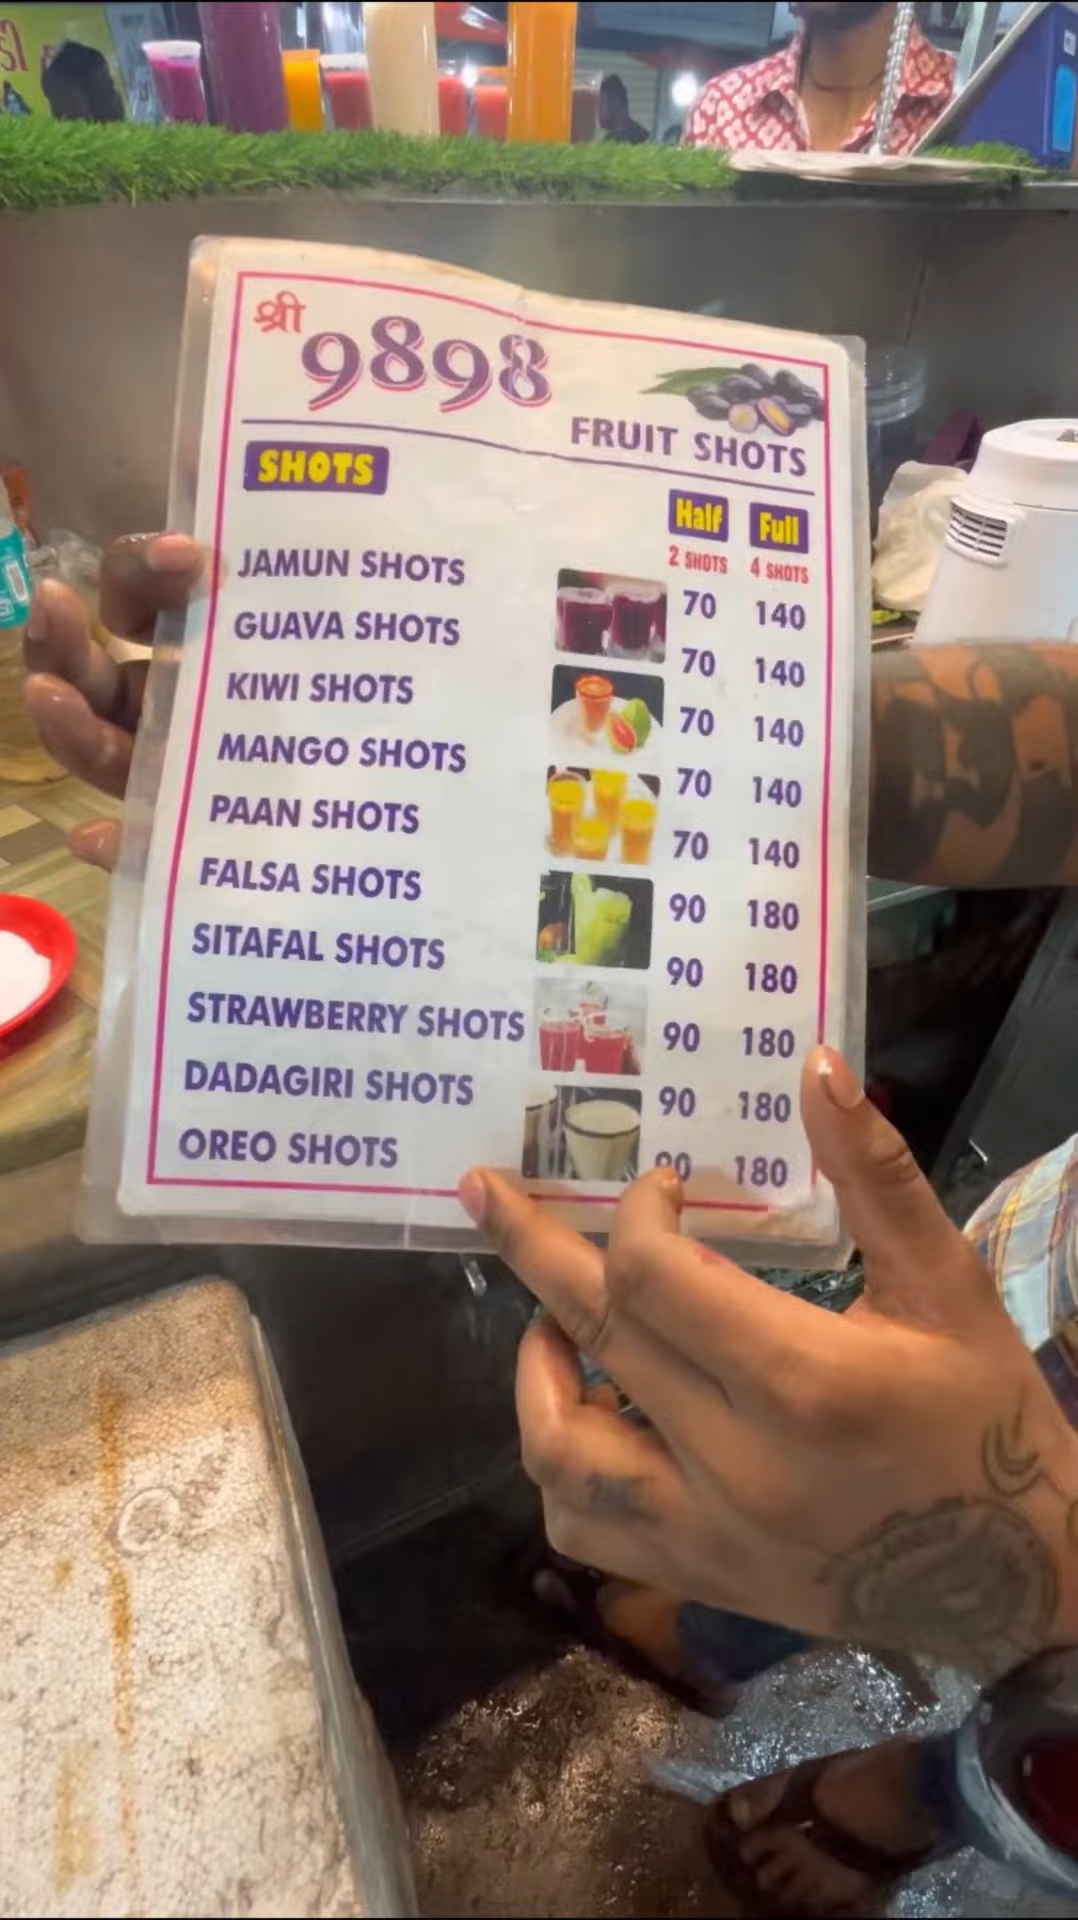 श्री
9898
FRUIT SHOTS
SHOTS
Half Full
2 SHOTS 4 SHOTS
JAMUN SHOTS 70 140
GUAVA SHOTS 70 140
KIWI SHOTS 70 140
MANGO SHOTS 70 140
PAAN SHOTS 70 140
FALSA SHOTS 90 180
SITAFAL SHOTS 90 180
STRAWBERRY SHOTS 90 180
DADAGIRI SHOTS 90 180
OREO SHOTS 90 180